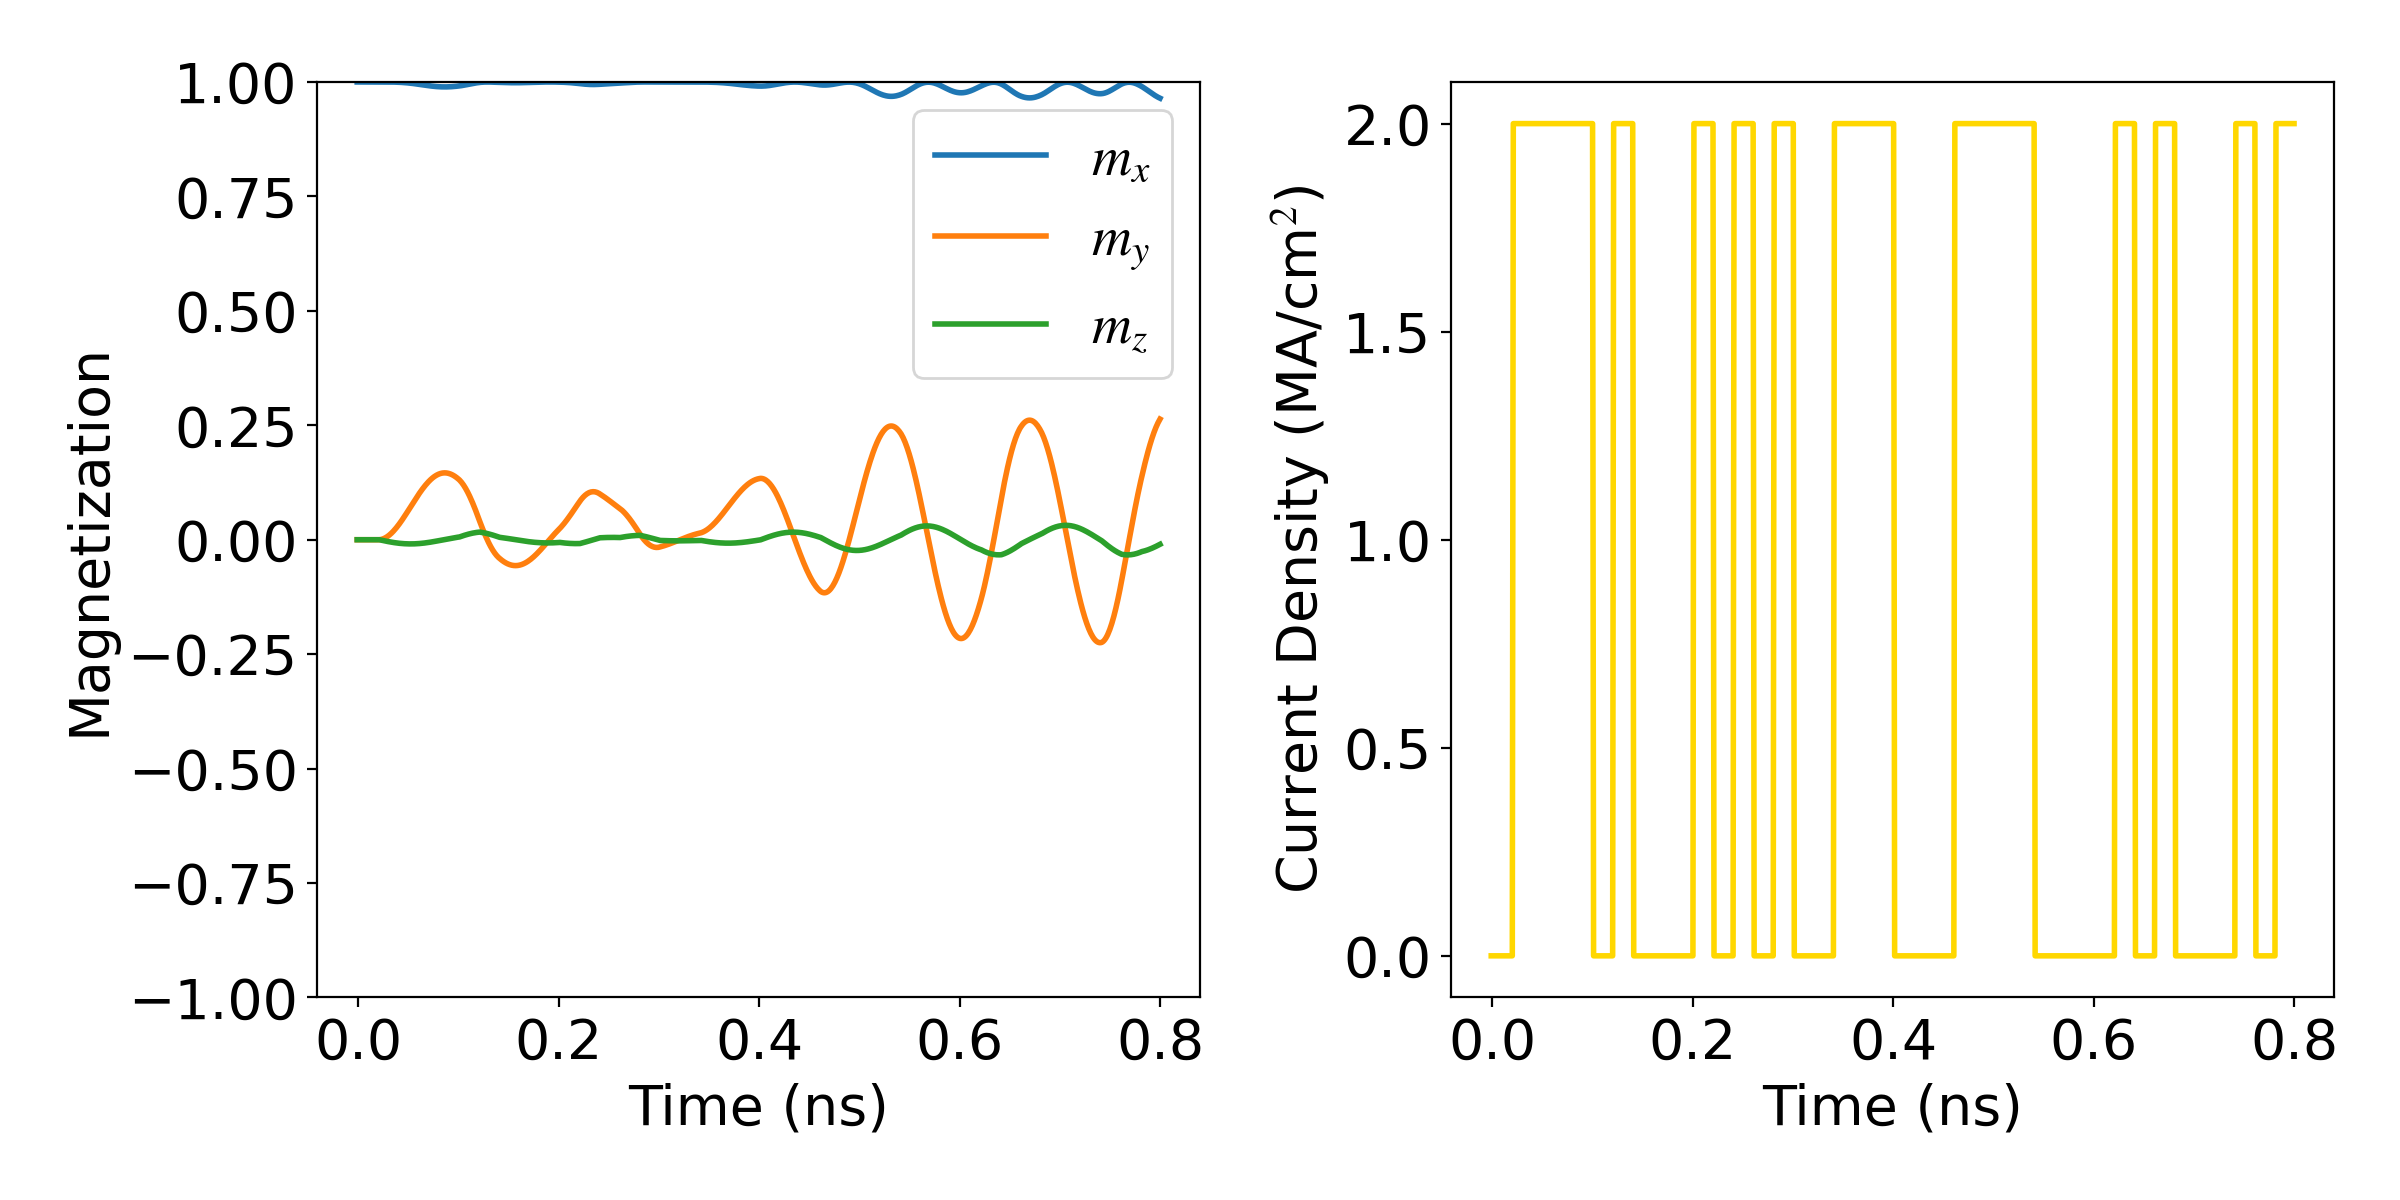 Magnetization
1.00
0.75
0.50
0.25
0.00
−0.25
−0.50
−0.75
−1.00
0.0 0.2 0.4 0.6 0.8
Time (ns)
m_x
m_y
m_z
Current Density (MA/cm²)
2.0
1.5
1.0
0.5
0.0
0.0 0.2 0.4 0.6 0.8
Time (ns)